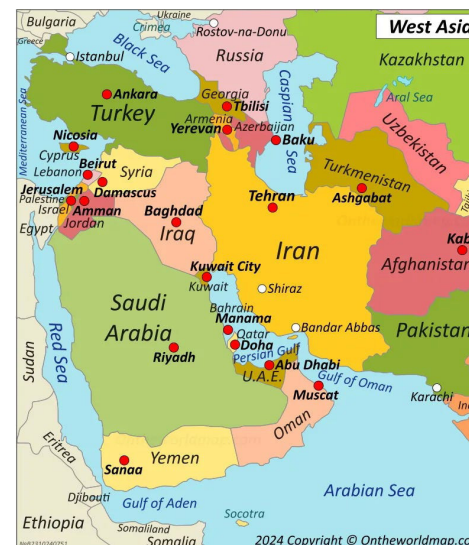 Ukraine
Bulgaria
Crimea
Rostov-na-Donu
West Asia
Greece
Istanbul
Black Sea
Russia
Kazakhstan
Ankara
Georgia
Tbilisi
Caspian Sea
Aral Sea
Turkey
Armenia
Yerevan
Azerbaijan
Baku
Uzbekistan
Mediterranean Sea
Nicosia
Cyprus
Turkmenistan
Lebanon
Beirut
Syria
Damascus
Tehran
Ashgabat
Jerusalem
Palestine
Israel
Amman
Jordan
Baghdad
Iraq
Iran
Kab
Afghanistan
Egypt
Kuwait City
Kuwait
Shiraz
Saudi
Arabia
Bahrain
Manama
Qatar
Doha
Persian Gulf
Bandar Abbas
Pakistan
Red Sea
Riyadh
Abu Dhabi
U.A.E.
Gulf of Oman
Muscat
Karachi
Sudan
Oman
Eritrea
Yemen
Sanaa
Arabian Sea
Djibouti
Gulf of Aden
Socotra
Ethiopia
Somaliland
Somalia
2024 Copyright © Ontheworldmap.co